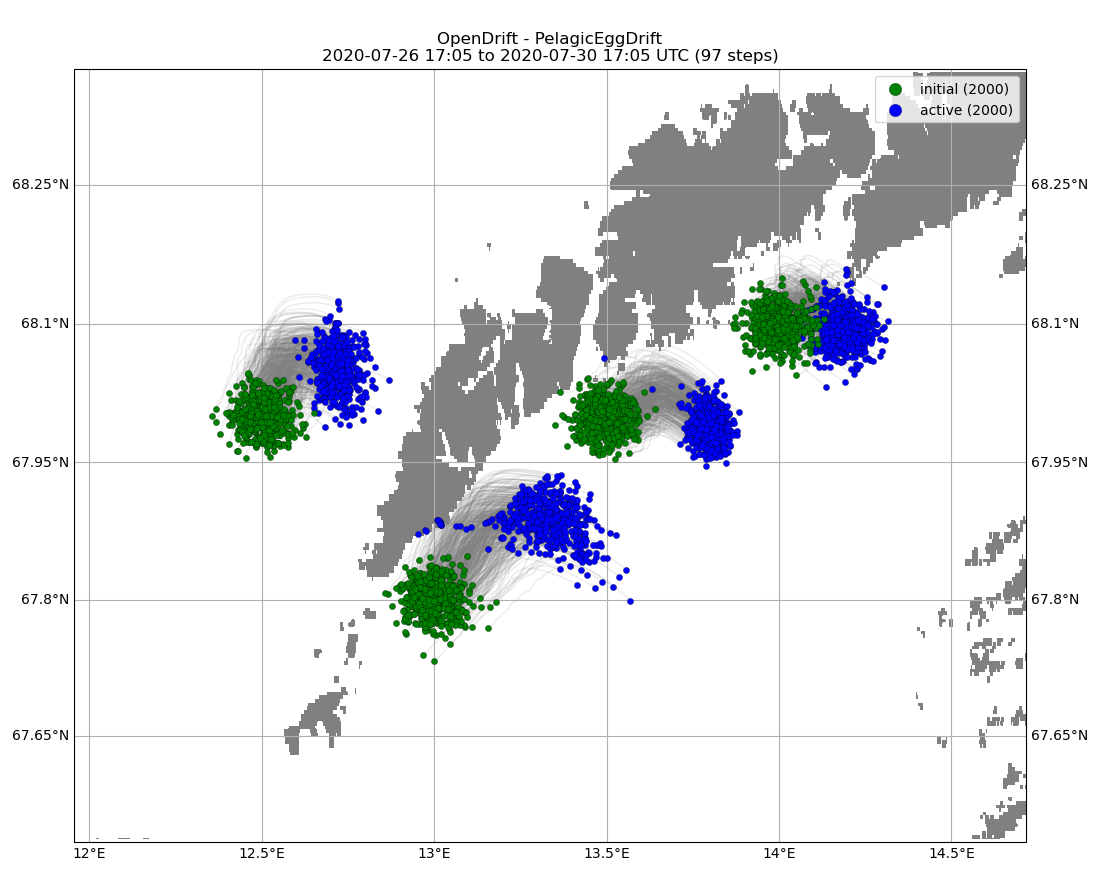 OpenDrift - PelagicEggDrift
2020-07-26 17:05 to 2020-07-30 17:05 UTC (97 steps)
initial (2000)
active (2000)
68.25°N 68.25°N
68.1°N 68.1°N
67.95°N 67.95°N
67.8°N 67.8°N
67.65°N 67.65°N
12°E 12.5°E 13°E 13.5°E 14°E 14.5°E